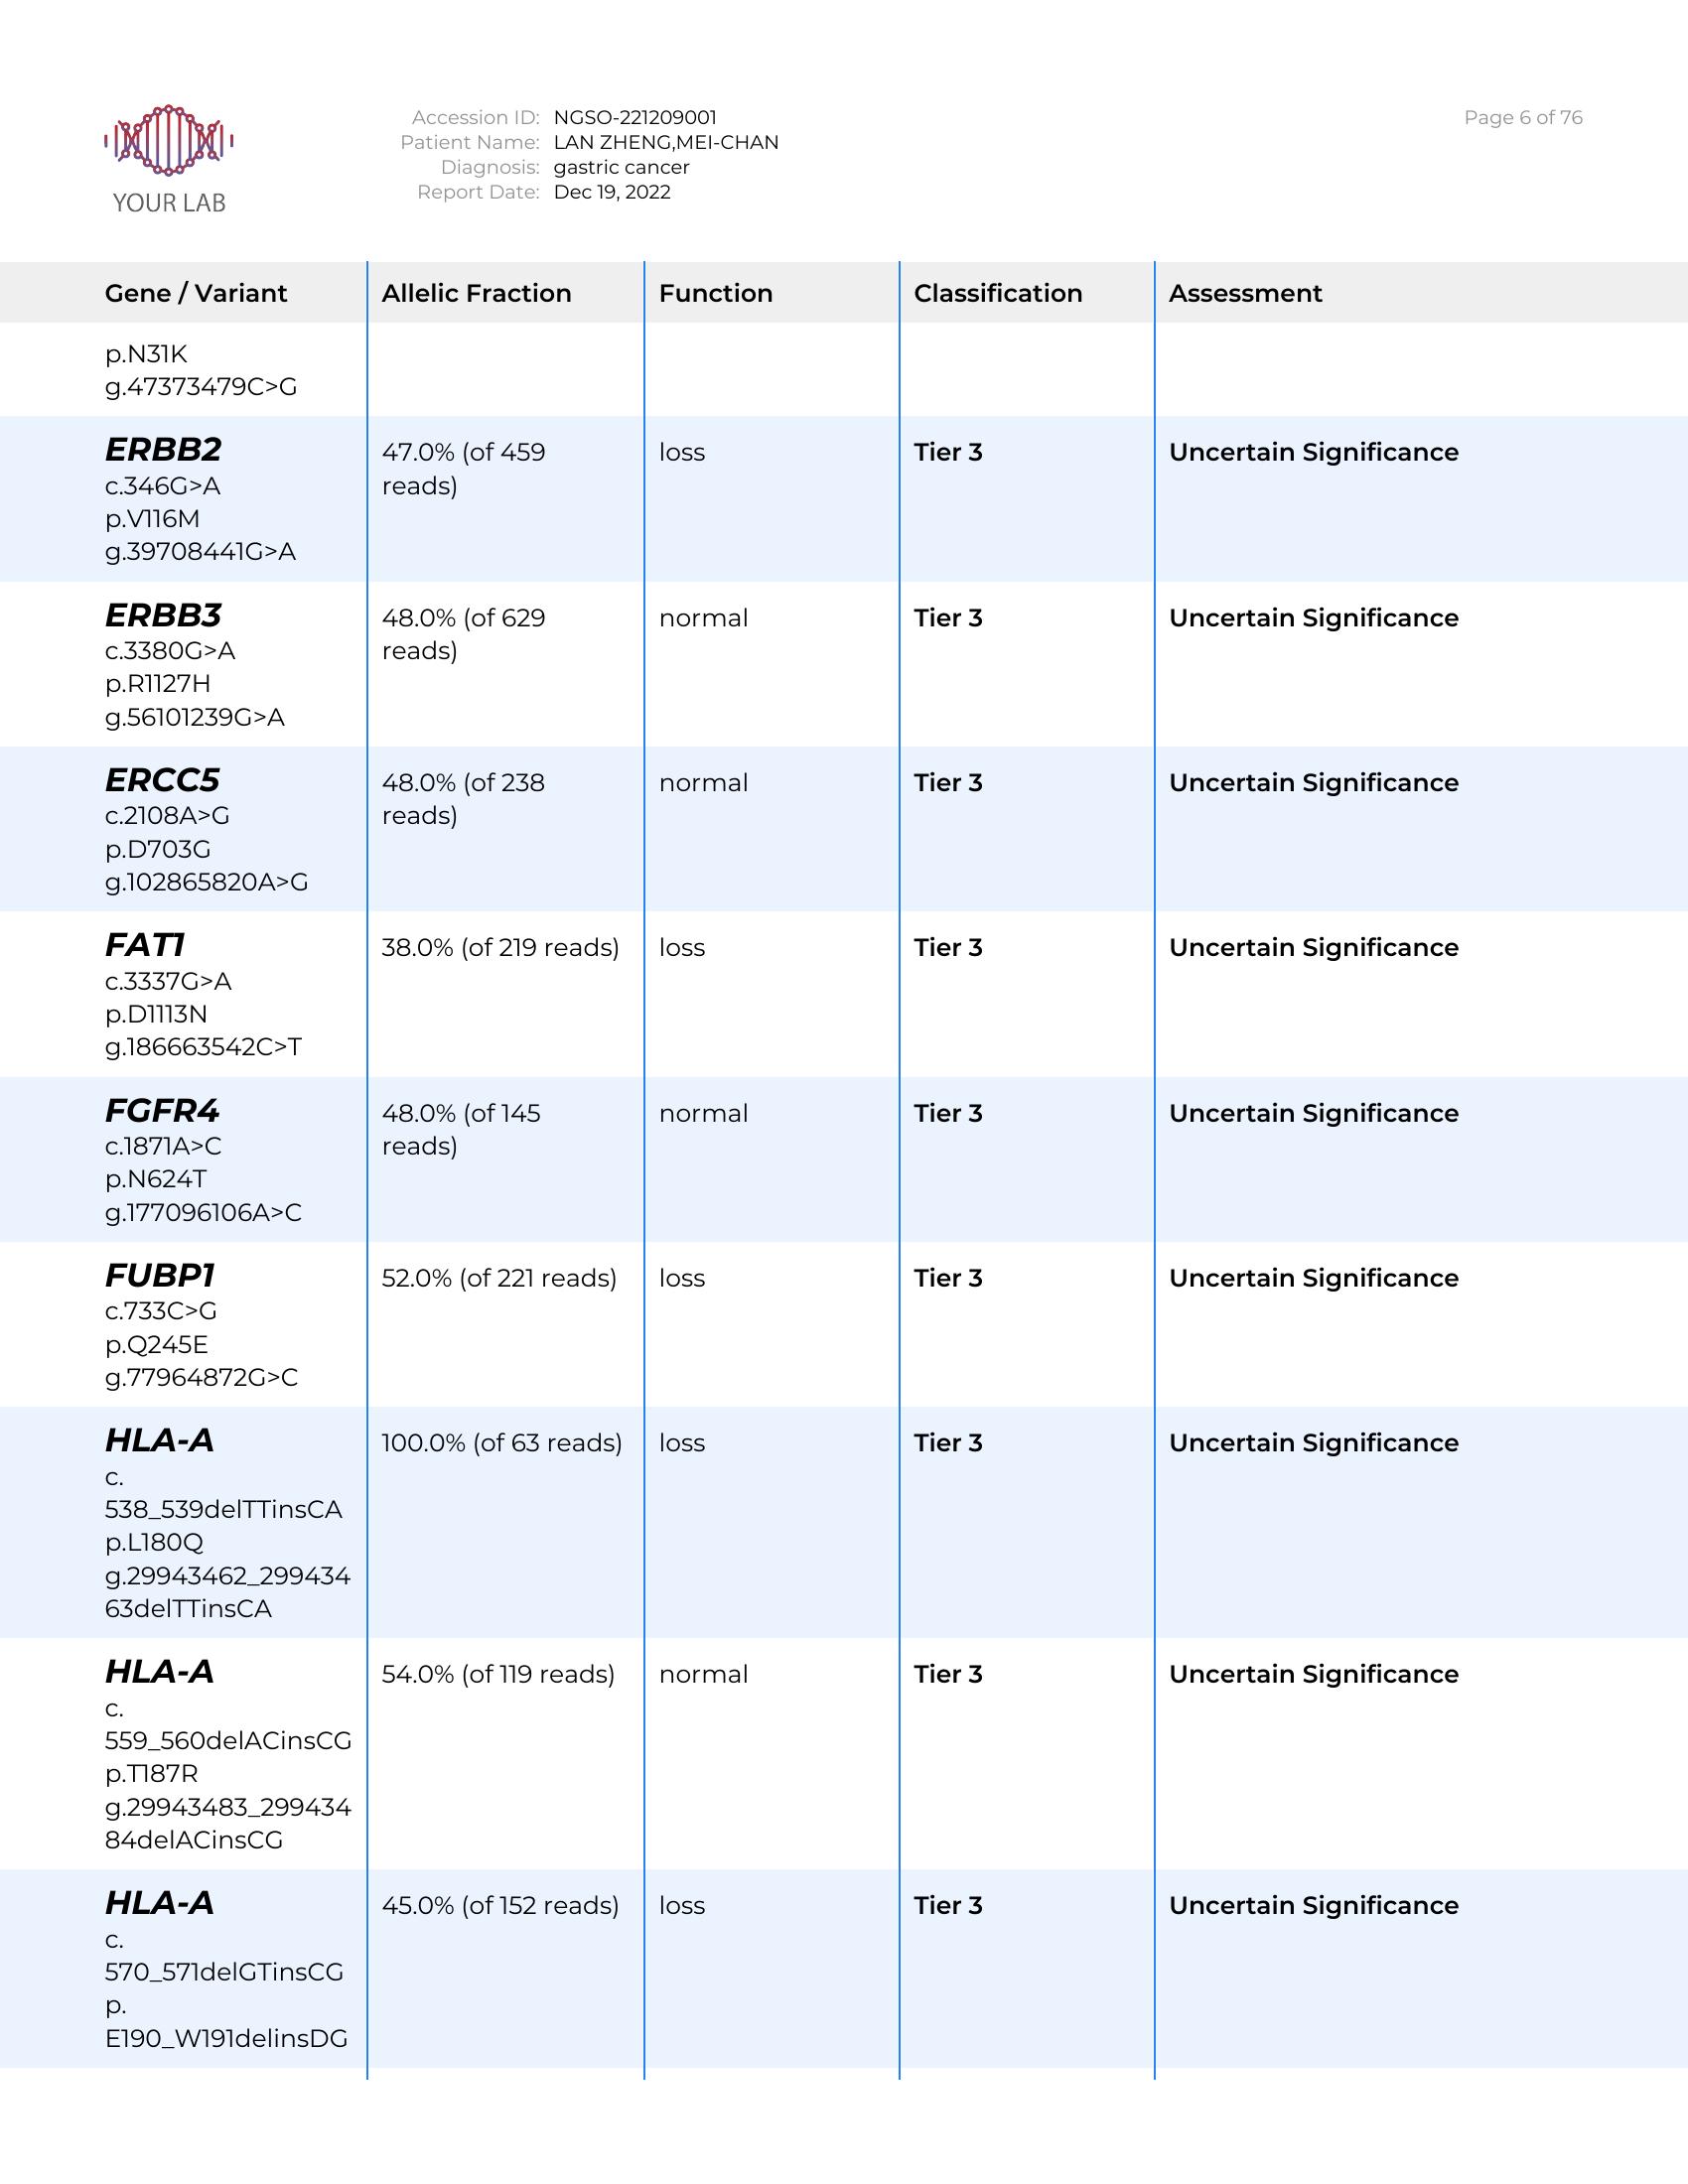 YOUR LAB
Accession ID: NGSO-221209001
Patient Name: LAN ZHENG,MEI-CHAN
Diagnosis: gastric cancer
Report Date: Dec 19, 2022
Page 6 of 76
Gene / Variant Allelic Fraction Function Classification Assessment
p.N31K
g.47373479C>G
ERBB2 47.0% (of 459 loss Tier 3 Uncertain Significance
c.346G>A reads)
p.V116M
g.39708441G>A
ERBB3 48.0% (of 629 normal Tier 3 Uncertain Significance
c.3380G>A reads)
p.R1127H
g.56101239G>A
ERCC5 48.0% (of 238 normal Tier 3 Uncertain Significance
c.2108A>G reads)
p.D703G
g.102865820A>G
FAT1 38.0% (of 219 reads) loss Tier 3 Uncertain Significance
c.3337G>A
p.D1113N
g.186663542C>T
FGFR4 48.0% (of 145 normal Tier 3 Uncertain Significance
c.1871A>C reads)
p.N624T
g.177096106A>C
FUBP1 52.0% (of 221 reads) loss Tier 3 Uncertain Significance
c.733C>G
p.Q245E
g.77964872G>C
HLA-A 100.0% (of 63 reads) loss Tier 3 Uncertain Significance
c.
538_539delTTinsCA
p.L180Q
g.29943462_299434
63delTTinsCA
HLA-A 54.0% (of 119 reads) normal Tier 3 Uncertain Significance
c.
559_560delACinsCG
p.T187R
g.29943483_299434
84delACinsCG
HLA-A 45.0% (of 152 reads) loss Tier 3 Uncertain Significance
c.
570_571delGTinsCG
p.
E190_W191delinsDG